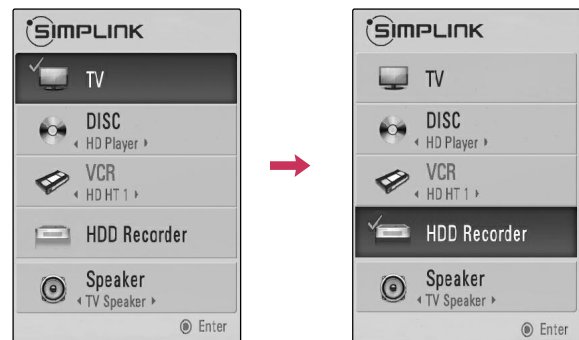 SIMPLINK
TV
DISC
HD Player
VCR
HD HT 1
HDD Recorder
Speaker
TV Speaker
Enter
SIMPLINK
TV
DISC
HD Player
VCR
HD HT 1
HDD Recorder
Speaker
TV Speaker
Enter